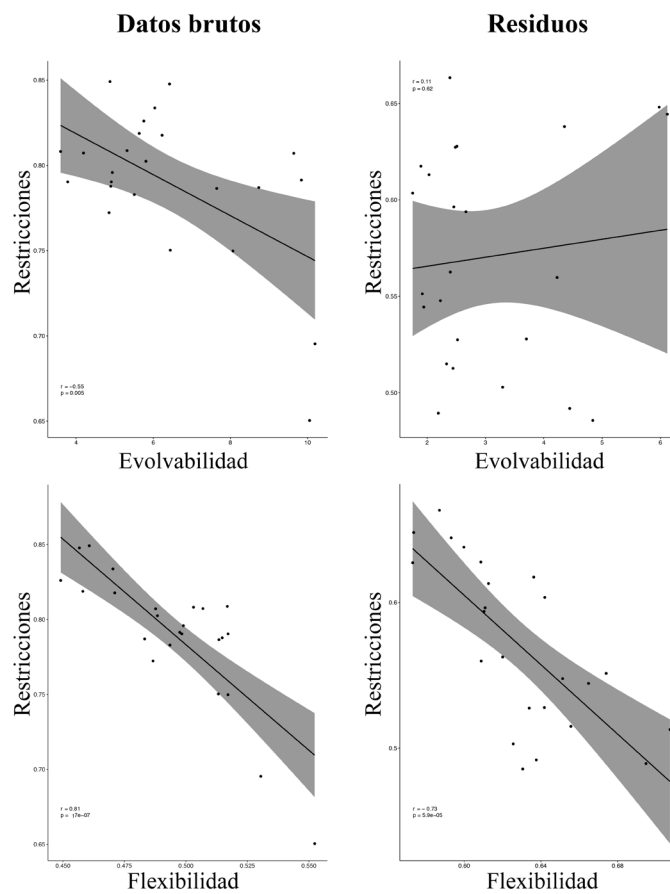 Datos brutos
Residuos
Restricciones
0.85
0.80
0.75
0.70
0.65
r = -0.55
p = 0.005
4
6
8
10
Evolvabilidad
Restricciones
0.65
0.60
0.55
0.50
r = 0.11
p = 0.62
2
3
4
5
6
Evolvabilidad
Restricciones
0.85
0.80
0.75
0.70
0.65
r = 0.81
p = 17e-07
0.450
0.475
0.500
0.525
0.550
Flexibilidad
Restricciones
0.6
0.5
r = - 0.73
p = 5.9e-05
0.60
0.64
0.68
Flexibilidad